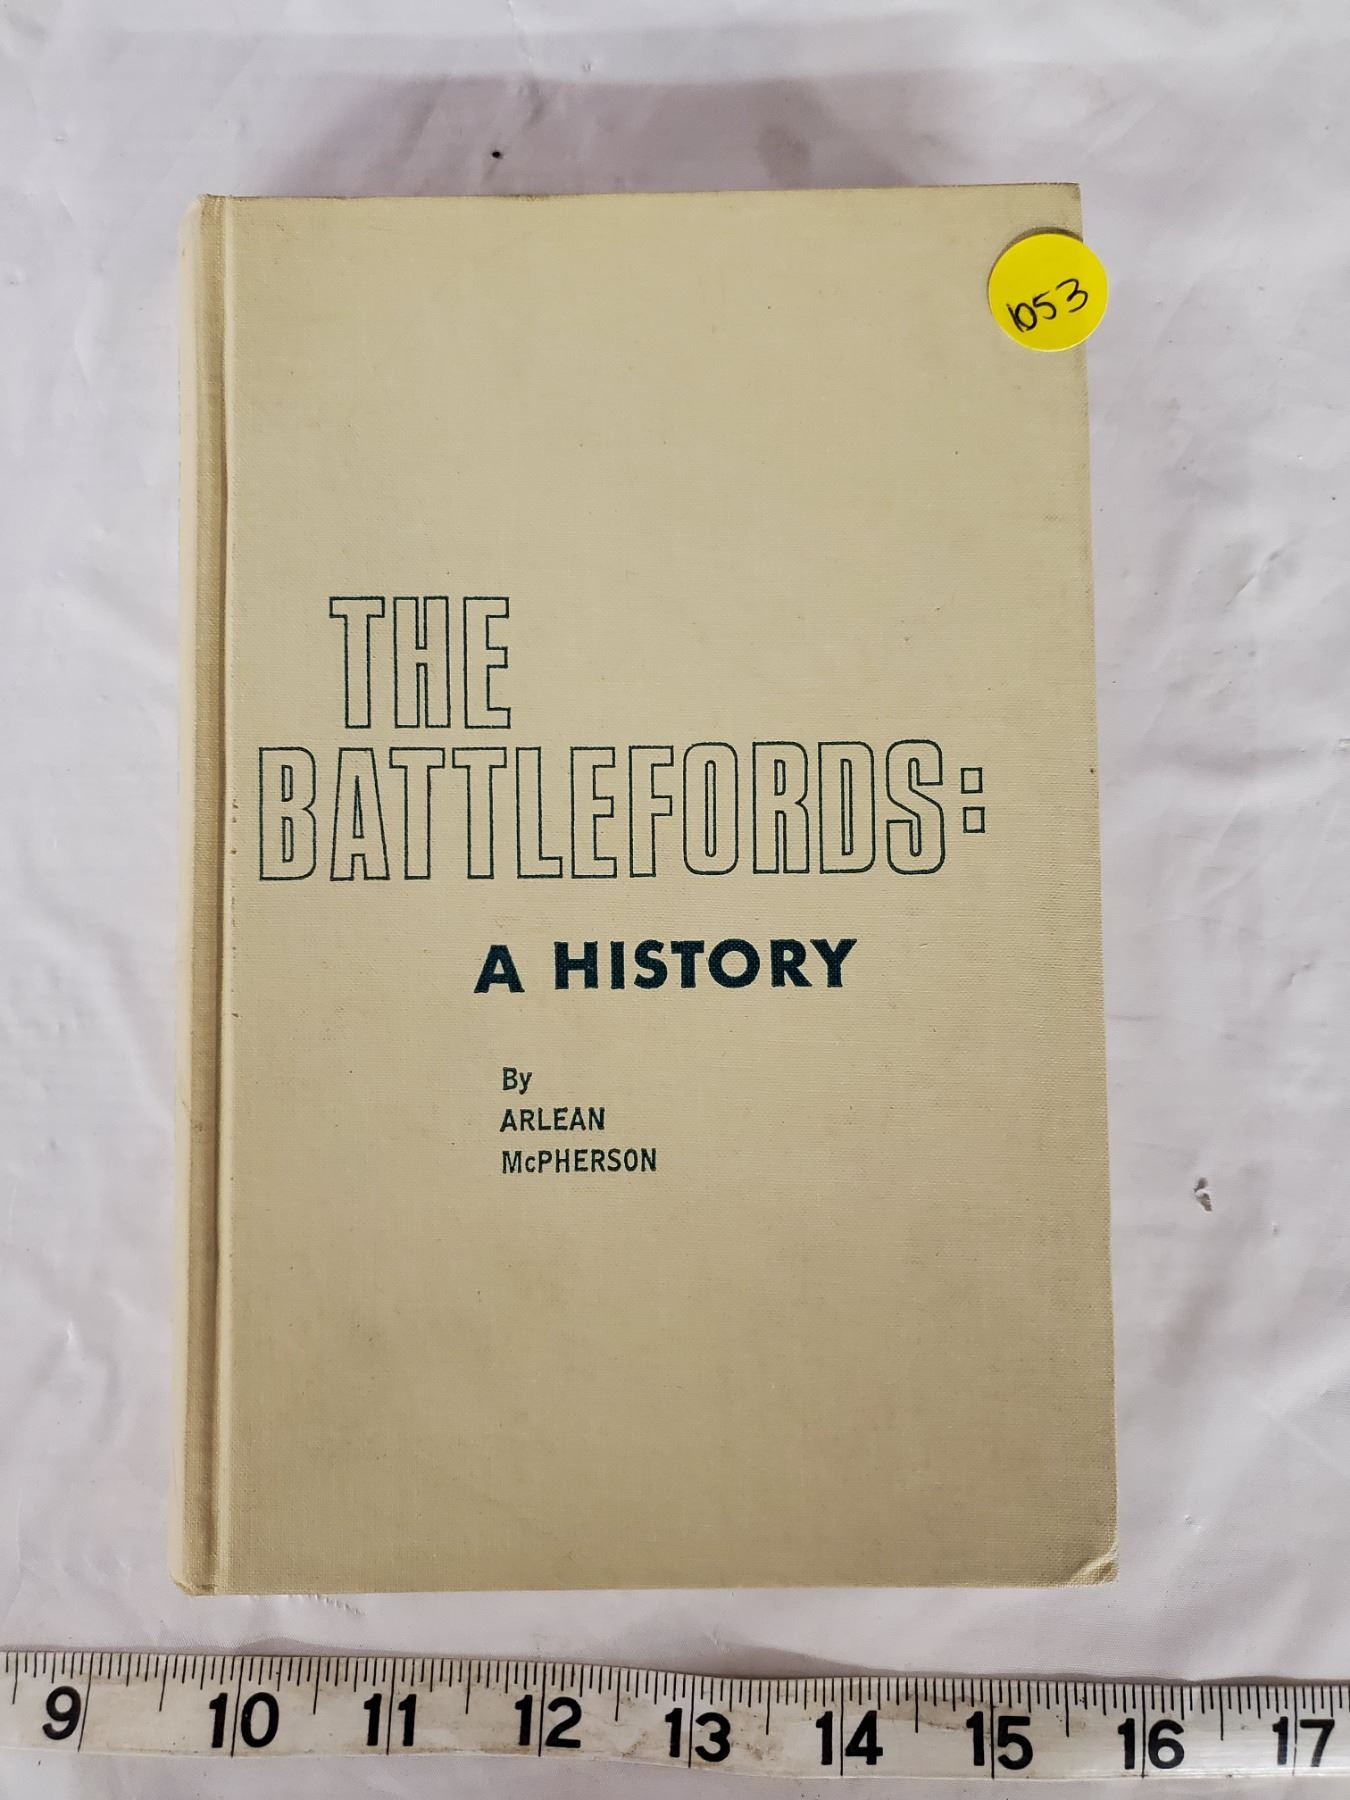 1053
THE
BATTLEFORDS:
A HISTORY
By
ARLEAN
McPHERSON
9 10 11 12 13 14 15 16 17